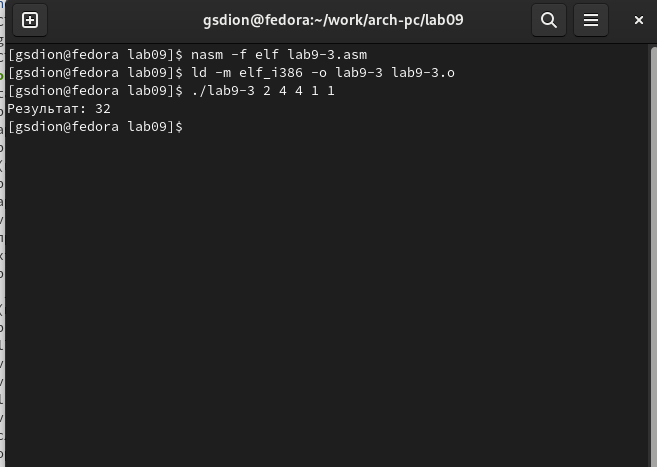 gsdion@fedora:~/work/arch-pc/lab09
[gsdion@fedora lab09]$ nasm -f elf lab9-3.asm
[gsdion@fedora lab09]$ ld -m elf_i386 -o lab9-3 lab9-3.o
[gsdion@fedora lab09]$ ./lab9-3 2 4 4 1 1
Результат: 32
[gsdion@fedora lab09]$